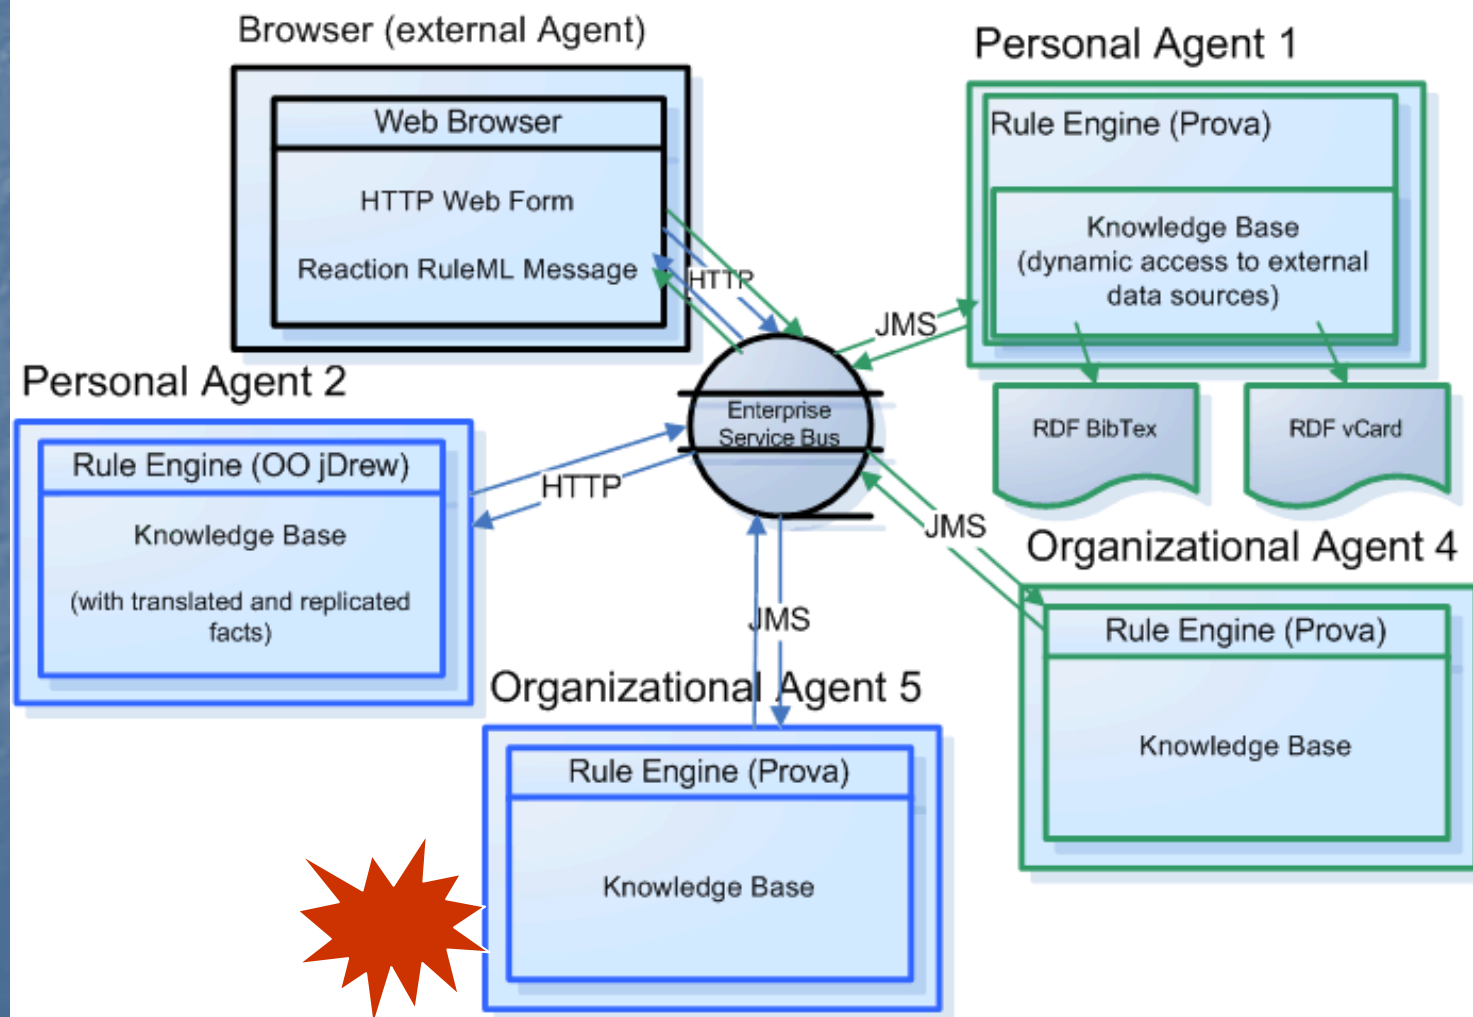 Browser (external Agent)
Web Browser
HTTP Web Form
Reaction RuleML Message
HTTP
Personal Agent 1
Rule Engine (Prova)
Knowledge Base
(dynamic access to external
data sources)
JMS
RDF BibTex
RDF vCard
Personal Agent 2
Rule Engine (OO jDrew)
Knowledge Base
(with translated and replicated
facts)
HTTP
Enterprise
Service Bus
JMS
Organizational Agent 4
Rule Engine (Prova)
Knowledge Base
JMS
Organizational Agent 5
Rule Engine (Prova)
Knowledge Base